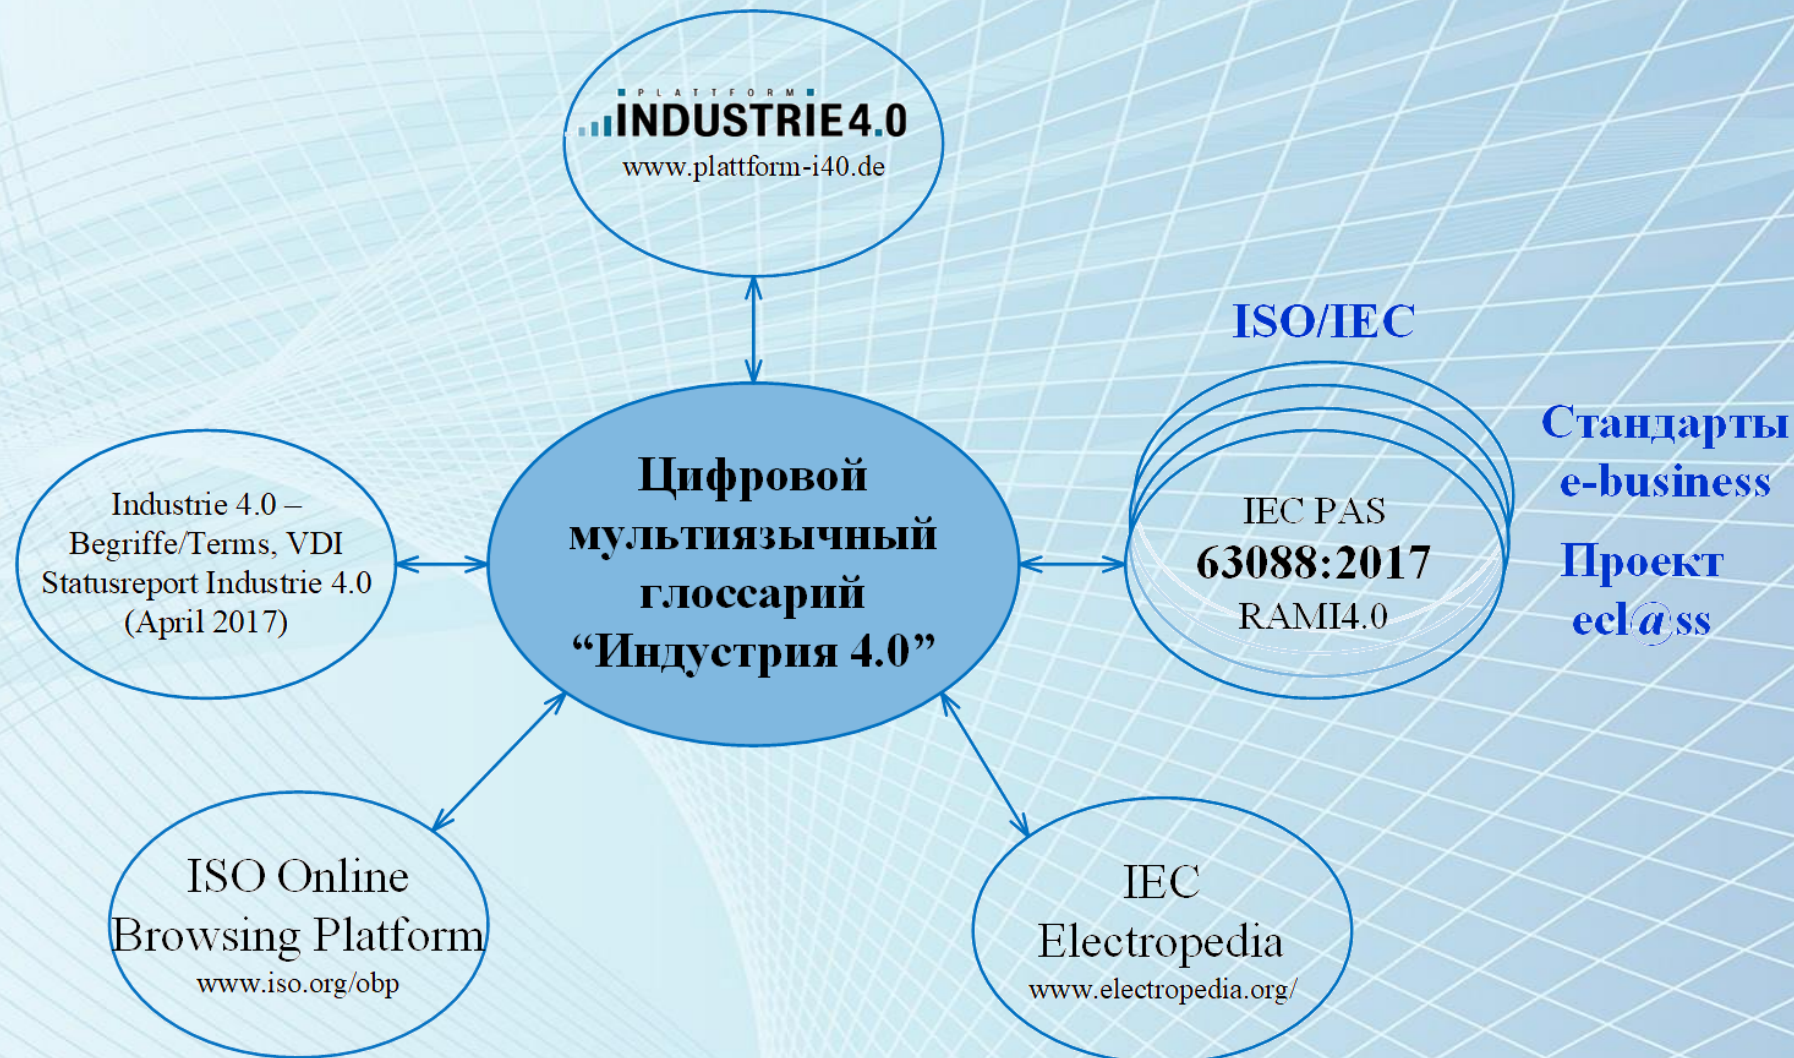 PLATTFORM
INDUSTRIE4.0
www.plattform-i40.de
ISO/IEC
Industrie 4.0 –
Begriffe/Terms, VDI
Statusreport Industrie 4.0
(April 2017)
Цифровой
мультиязычный
глоссарий
“Индустрия 4.0”
IEC PAS
63088:2017
RAMI4.0
Стандарты
e-business
Проект
ecl@ss
ISO Online
Browsing Platform
www.iso.org/obp
IEC
Electropedia
www.electropedia.org/